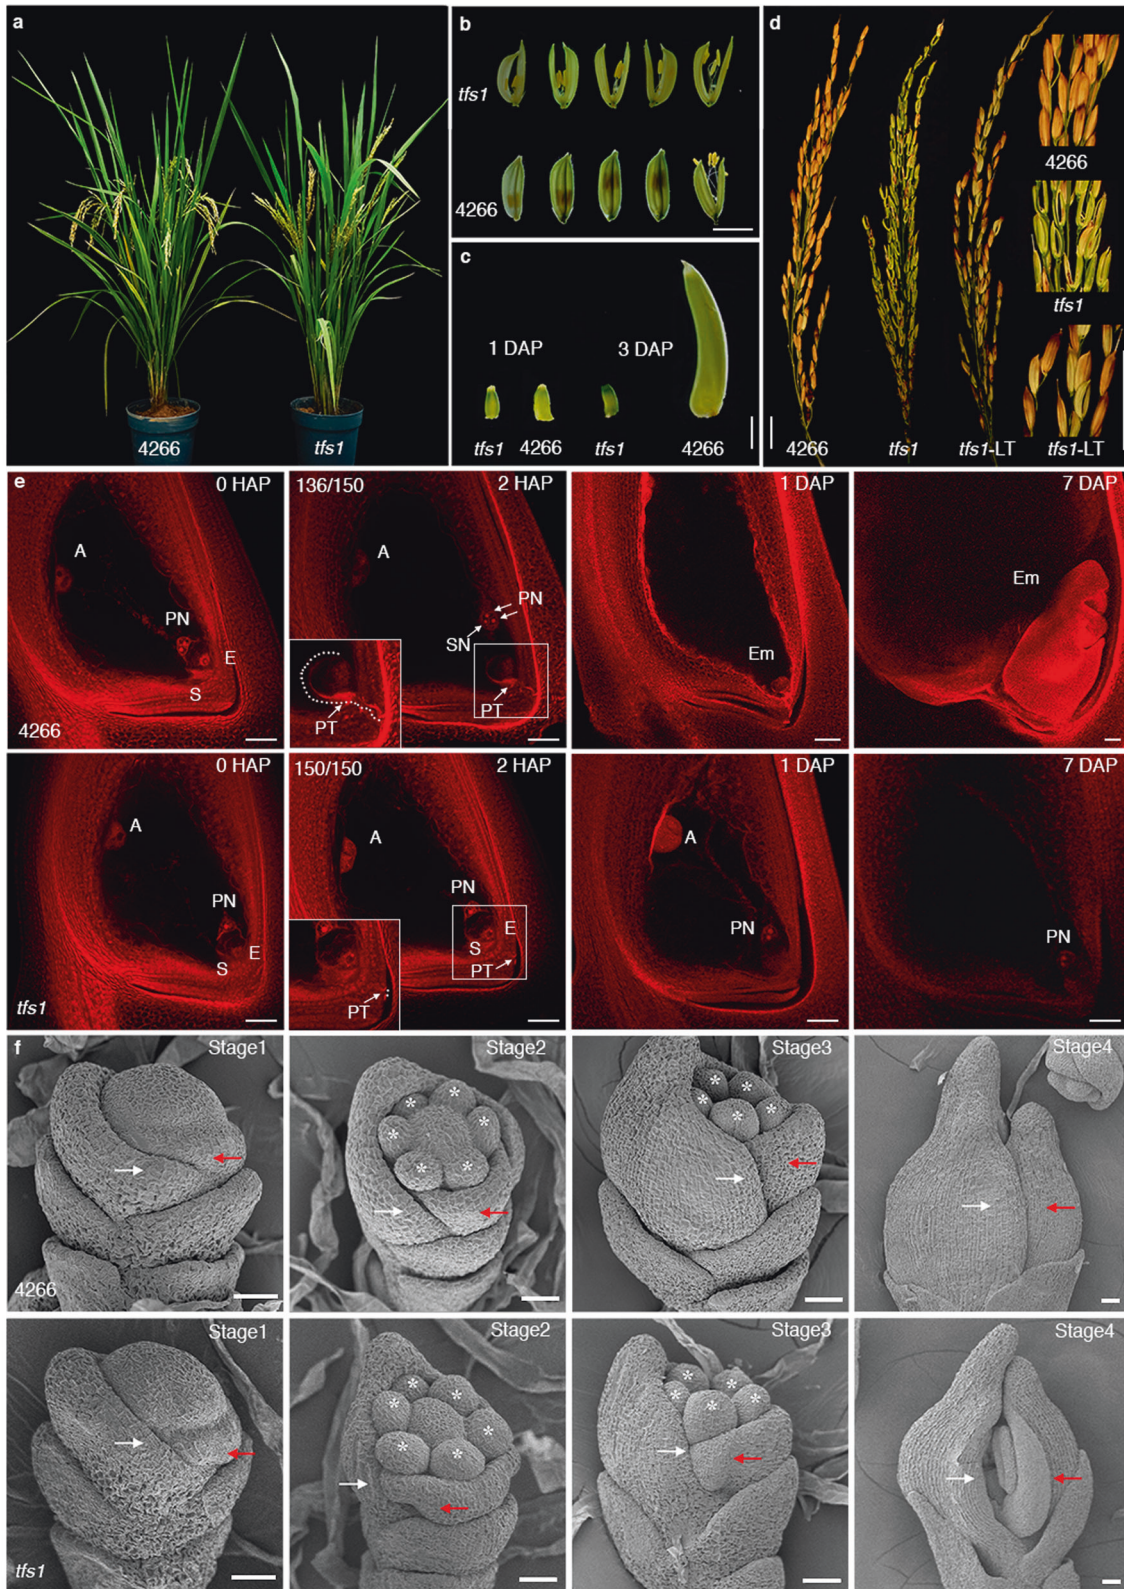 a
4266
tfs1
b
tfs1
4266
c
1 DAP
3 DAP
tfs1
4266
tfs1
4266
d
4266
tfs1
tfs1
4266
tfs1-LT
tfs1-LT
e
0 HAP
A
PN
E
S
4266
136/150
2 HAP
A
PN
SN
PT
PT
1 DAP
Em
7 DAP
Em
0 HAP
A
PN
E
S
tfs1
150/150
2 HAP
A
PN
E
S
PT
PT
1 DAP
A
PN
7 DAP
PN
f
Stage1
4266
Stage2
* * * * * *
Stage3
* * * * *
Stage4
Stage1
tfs1
Stage2
* * * * * *
Stage3
* * * * *
Stage4